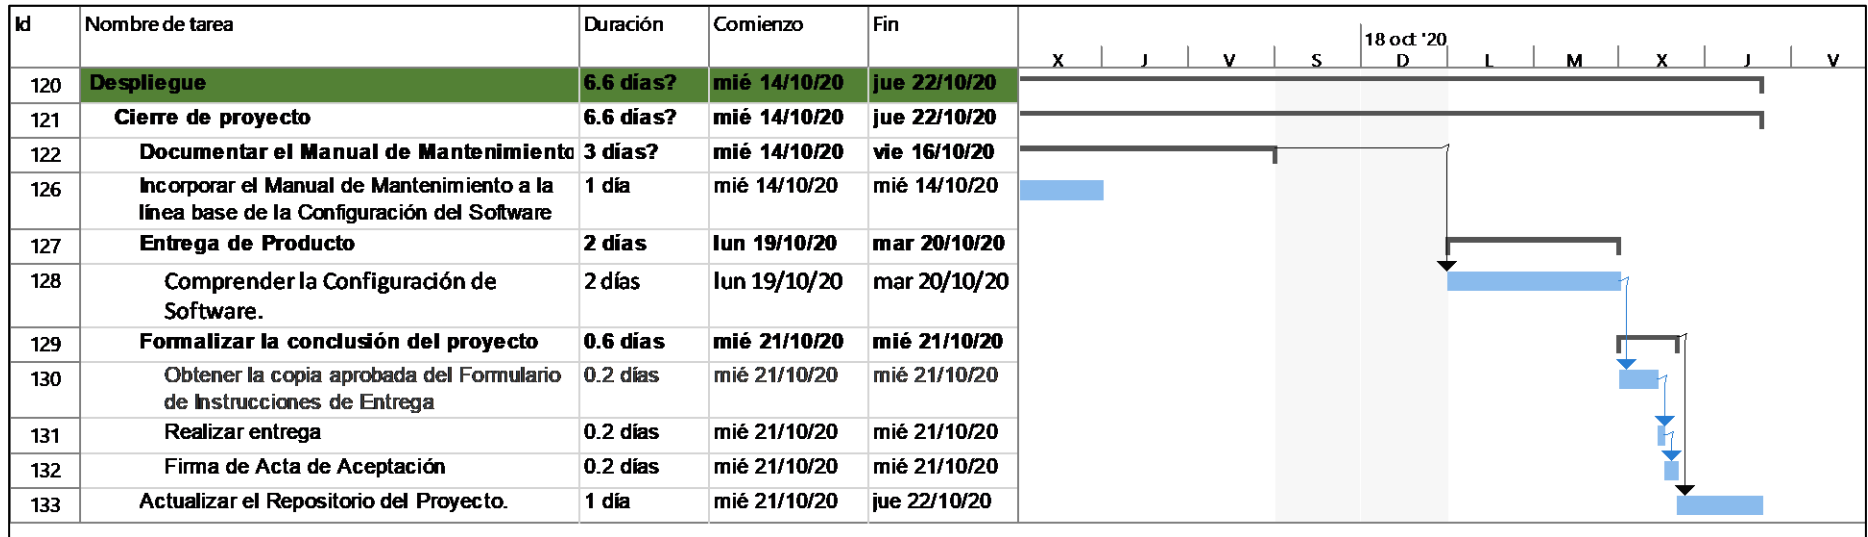 Id Nombre de tarea Duración Comienzo Fin
18 oct '20
X J V S D L M X J V
120 Despliegue 6.6 días? mié 14/10/20 jue 22/10/20
121 Cierre de proyecto 6.6 días? mié 14/10/20 jue 22/10/20
122 Documentar el Manual de Mantenimiento 3 días? mié 14/10/20 vie 16/10/20
126 Incorporar el Manual de Mantenimiento a la 1 día mié 14/10/20 mié 14/10/20
línea base de la Configuración del Software
127 Entrega de Producto 2 días lun 19/10/20 mar 20/10/20
128 Comprender la Configuración de 2 días lun 19/10/20 mar 20/10/20
Software.
129 Formalizar la conclusión del proyecto 0.6 días mié 21/10/20 mié 21/10/20
130 Obtener la copia aprobada del Formulario 0.2 días mié 21/10/20 mié 21/10/20
de Instrucciones de Entrega
131 Realizar entrega 0.2 días mié 21/10/20 mié 21/10/20
132 Firma de Acta de Aceptación 0.2 días mié 21/10/20 mié 21/10/20
133 Actualizar el Repositorio del Proyecto. 1 día mié 21/10/20 jue 22/10/20